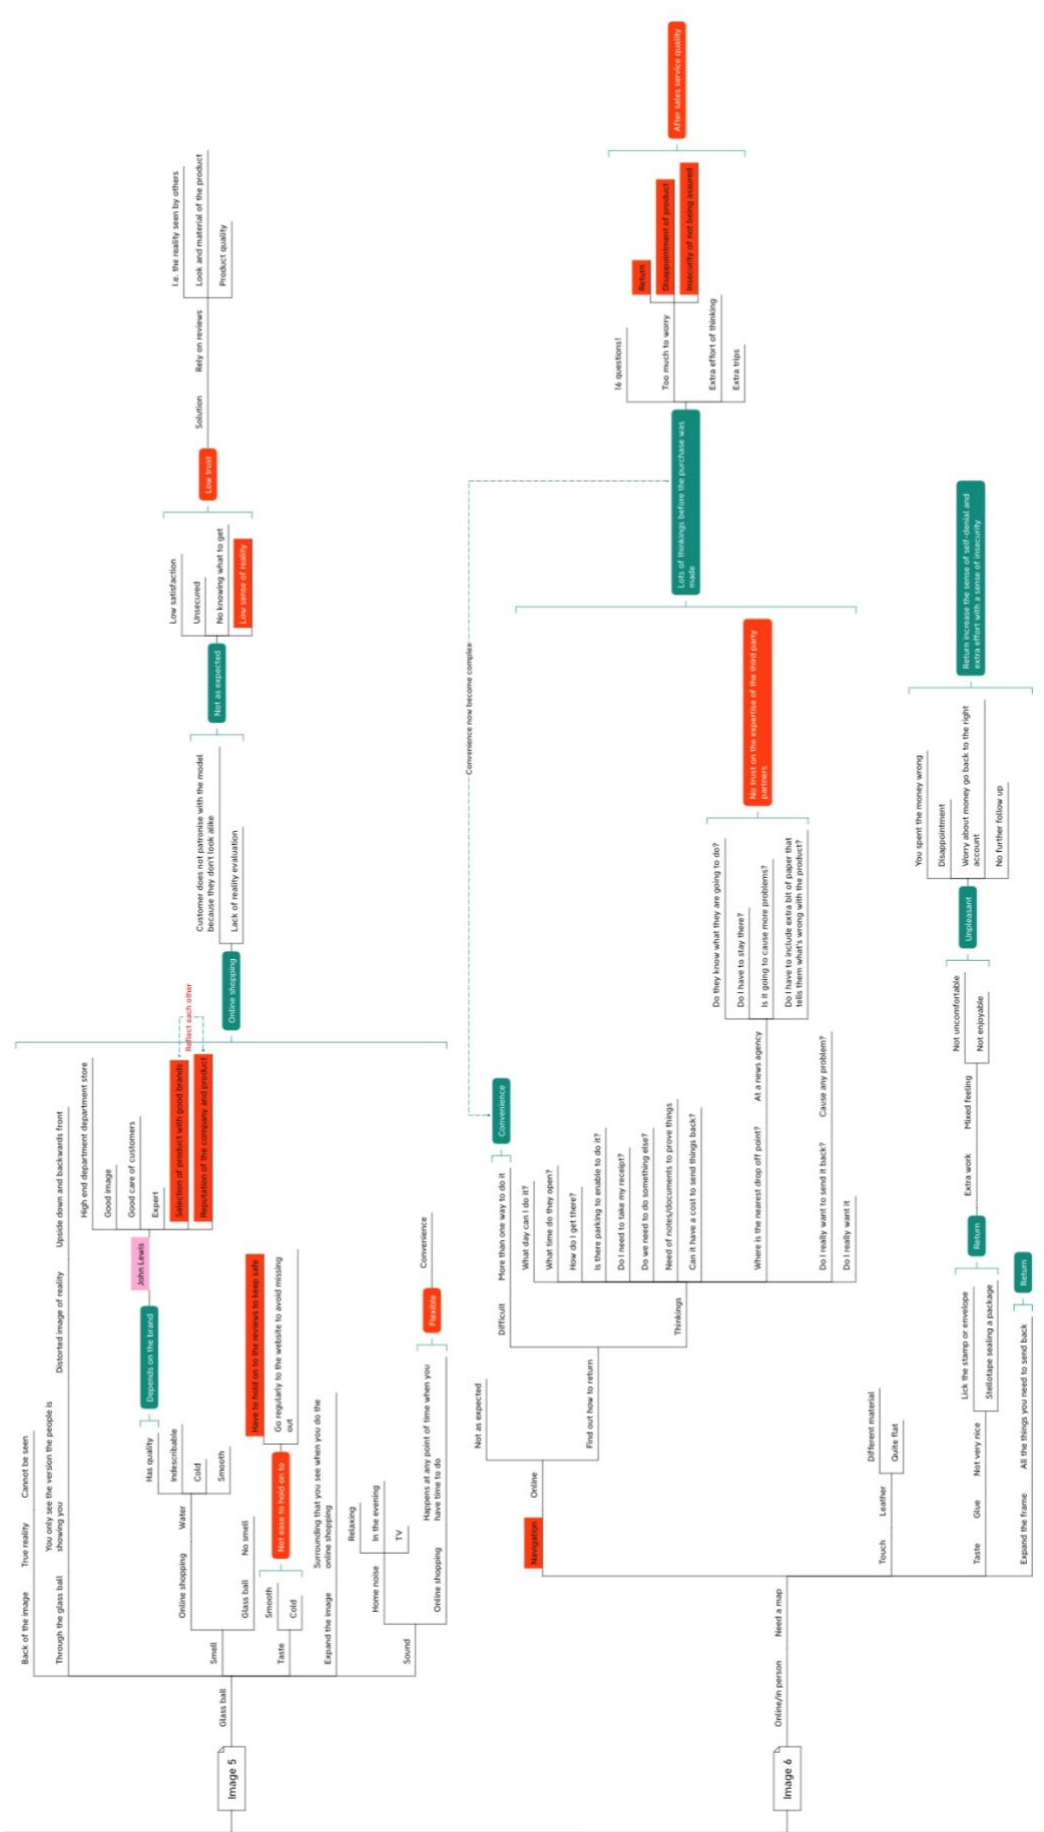 Image 5
Glass ball
Back of the image
True reality
Cannot be seen
Through the glass ball
You only see the version the people is
showing you
Distorted image of reality
Upside down and backwards front
Smell
Online shopping
Water
Has quality
Indescribable
Cold
Smooth
Depends on the brand
John Lewis
High end department department store
Good image
Good care of customers
Expert
Selection of product with good brands
Reputation of the company and product
Reflect each other
Glass ball
No smell
Taste
Smooth
Cold
Not ease to hold on to
Have to hold on to the reviews to keep safe
Go regularly to the website to avoid missing
out
Expand the image
Surrounding that you see when you do the
online shopping
Sound
Home noise
Relaxing
In the evening
TV
Online shopping
Happens at any point of time when you
have time to do
Flexible
Convenience
Online shopping
Customer does not patronise with the model
because they don't look alike
Lack of reality evaluation
Not as expected
Low satisfaction
Unsecured
No knowing what to get
Low sense of reality
Low trust
Solution
Rely on reviews
I.e. the reality seen by others
Look and material of the product
Product quality
Image 6
Online/in person
Need a map
Navigation
Online
Not as expected
Find out how to return
Difficult
More than one way to do it
Convenience
Convenience now become complex
Thinkings
What day can I do it?
What time do they open?
How do I get there?
Is there parking to enable to do it?
Do I need to take my receipt?
Do we need to do something else?
Need of notes/documents to prove things
Can it have a cost to send things back?
Where is the nearest drop off point?
At a news agency
Do they know what they are going to do?
Do I have to stay there?
Is it going to cause more problems?
Do I have to include extra bit of paper that
tells them what's wrong with the product?
No trust on the expertise of the third party
partners
Do I really want to send it back?
Cause any problem?
Do I really want it
Lots of thinkings before the purchase was
made
16 questions!
Too much to worry
Return
Disappointment of product
Insecurity of not being assured
Extra effort of thinking
Extra trips
After sales service quality
Touch
Leather
Different material
Quite flat
Taste
Glue
Not very nice
Lick the stamp or envelope
Stellotape sealing a package
Return
Extra work
Mixed feeling
Not uncomfortable
Not enjoyable
Unpleasant
You spent the money wrong
Disappointment
Worry about money go back to the right
account
No further follow up
Return increase the sense of self-denial and
extra effort with a sense of insecurity
Expand the frame
All the things you need to send back
Return